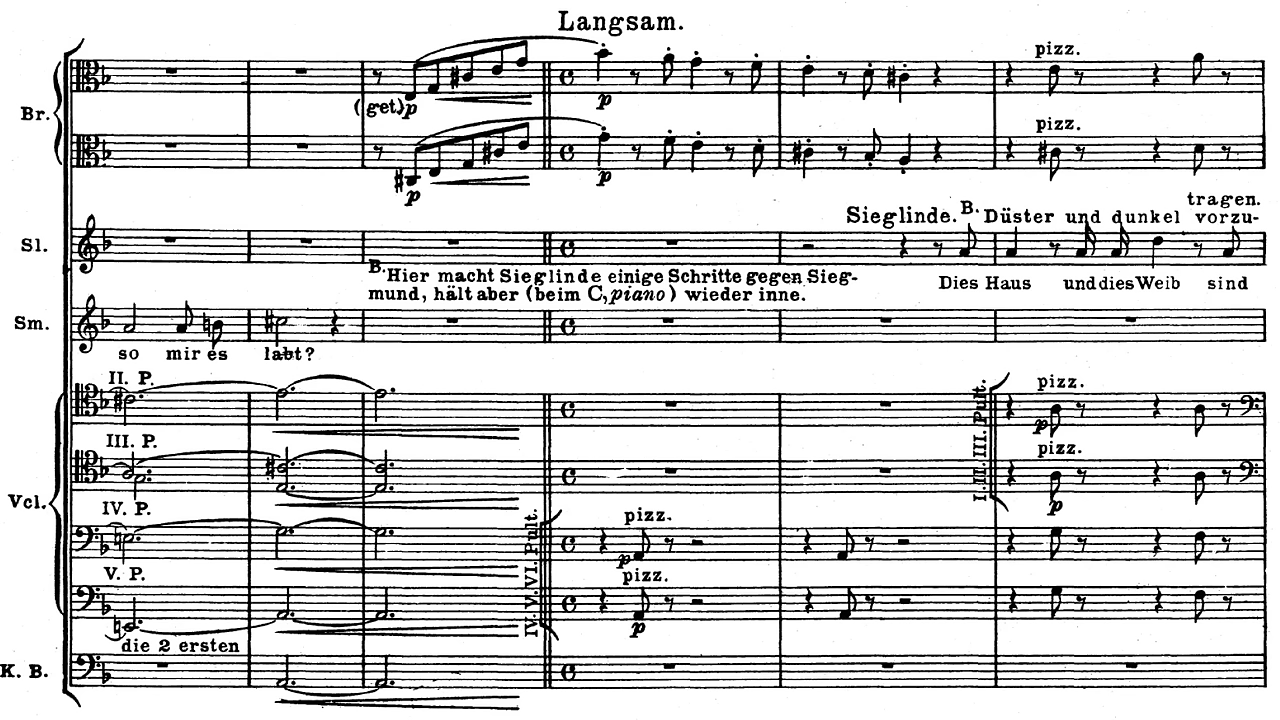 Langsam.
pizz.
Br.
(get) p
p
pizz.
p
p
tragen.
Sieglinde. B. Düster und dunkel vorzu-
Sl.
B. Hier macht Sieglinde einige Schritte gegen Sieg-
mund, hält aber (beim C, piano) wieder inne.
Dies Haus und dies Weib sind
Sm.
so mir es labt?
II. P.
pizz.
p
III. P.
pizz.
p
I. II. III. Pult.
Vcl.
IV. P.
pizz.
p
V. P.
pizz.
p
IV. V. VI. Pult.
die 2 ersten
K. B.